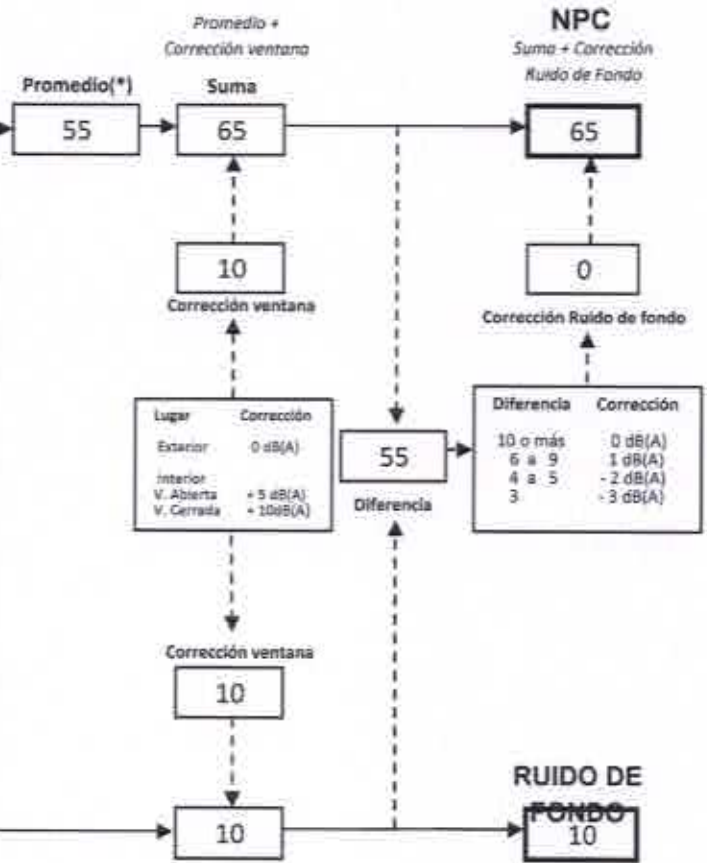 Promedio +
Corrección ventana
NPC
Suma + Corrección
Ruido de Fondo
Promedio(*)
Suma
55
65
65
10
Corrección ventana
0
Corrección Ruido de fondo
Lugar Corrección
Exterior 0 dB(A)
Interior
V. Abierta + 5 dB(A)
V. Cerrada + 10dB(A)
55
Diferencia
Diferencia Corrección
10 o más 0 dB(A)
6 a 9 1 dB(A)
4 a 5 - 2 dB(A)
3 - 3 dB(A)
Corrección ventana
10
10
RUIDO DE
FONDO
10